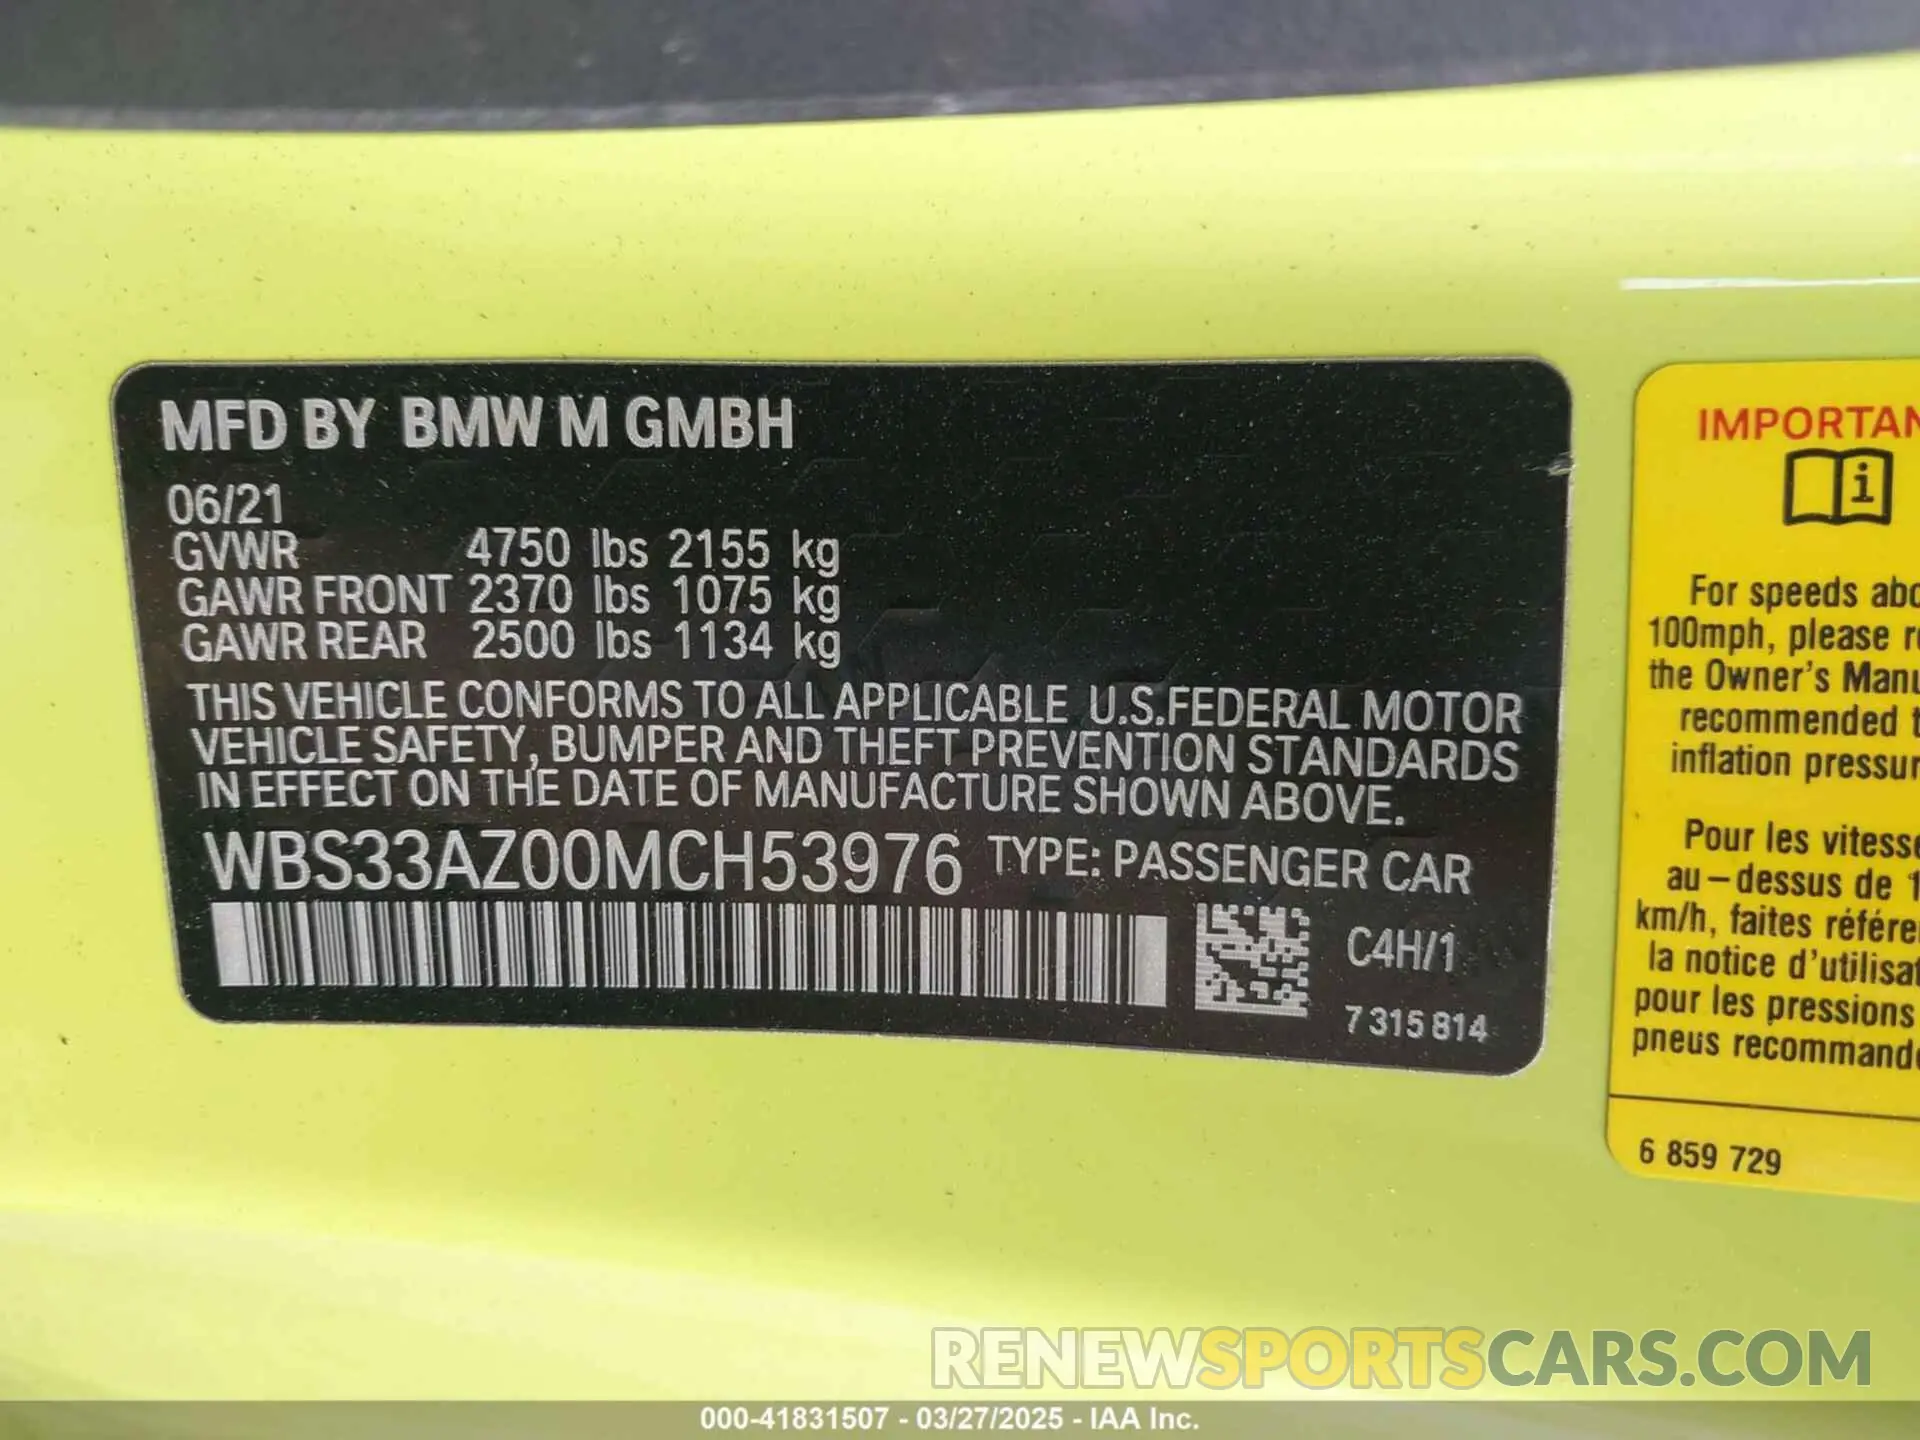 MFD BY BMW M GMBH
06/21
GVWR 4750 lbs 2155 kg
GAWR FRONT 2370 lbs 1075 kg
GAWR REAR 2500 lbs 1134 kg
THIS VEHICLE CONFORMS TO ALL APPLICABLE U.S.FEDERAL MOTOR
VEHICLE SAFETY, BUMPER AND THEFT PREVENTION STANDARDS
IN EFFECT ON THE DATE OF MANUFACTURE SHOWN ABOVE.
WBS33AZ00MCH53976 TYPE: PASSENGER CAR
C4H/1
7 315 814
IMPORTAN
i
For speeds abo
100mph, please r
the Owner's Manu
recommended t
inflation pressur
Pour les vitesse
au-dessus de 1
km/h, faites référe
la notice d'utilisat
pour les pressions
pneus recommande
6 859 729
RENEWSPORTSCARS.COM
000-41831507 - 03/27/2025 - IAA Inc.